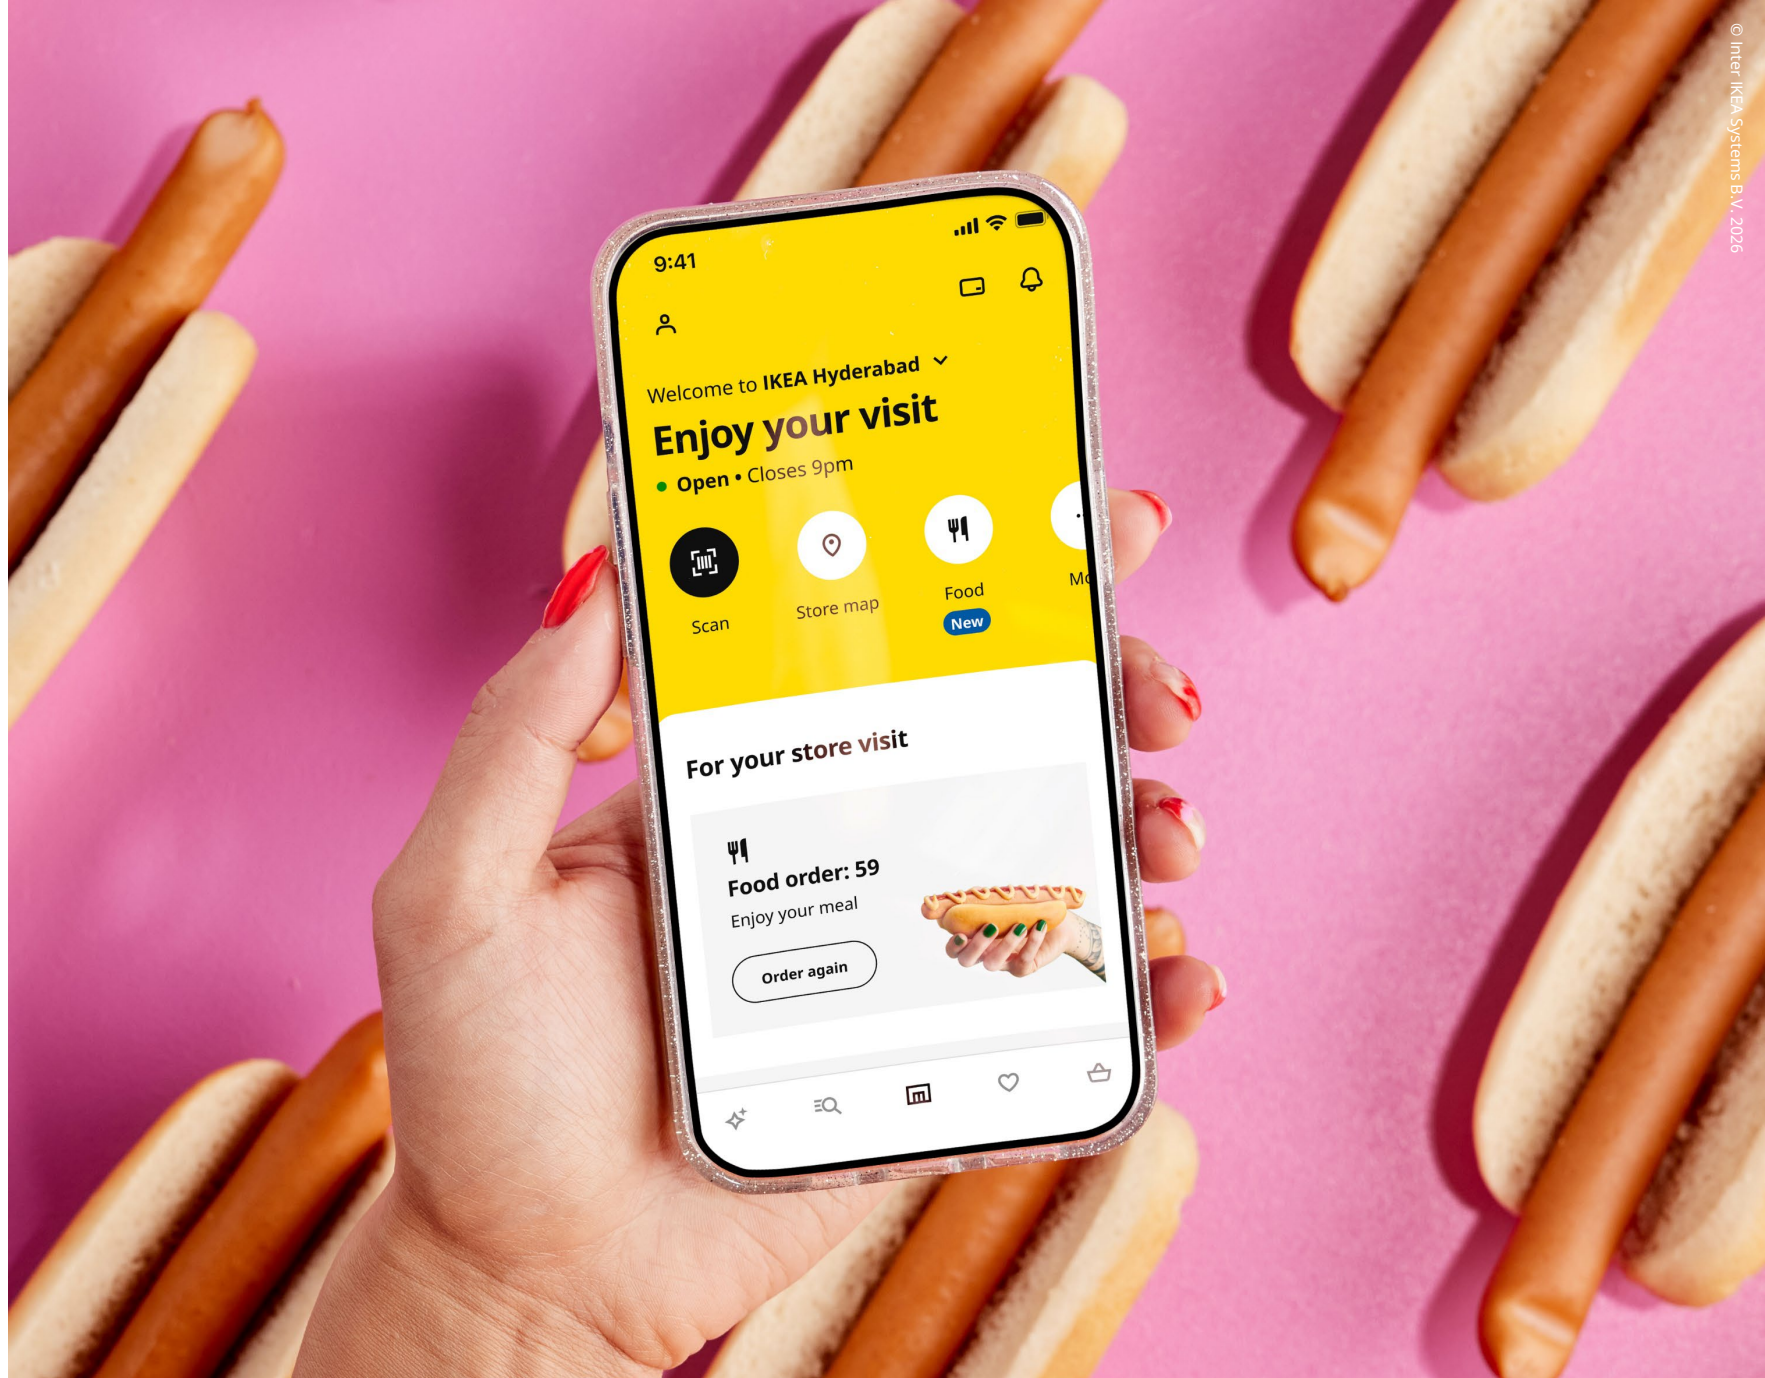 9:41
Welcome to IKEA Hyderabad
Enjoy your visit
Open • Closes 9pm
Scan
Store map
Food
New
For your store visit
Food order: 59
Enjoy your meal
Order again
© Inter IKEA Systems B.V. 2026